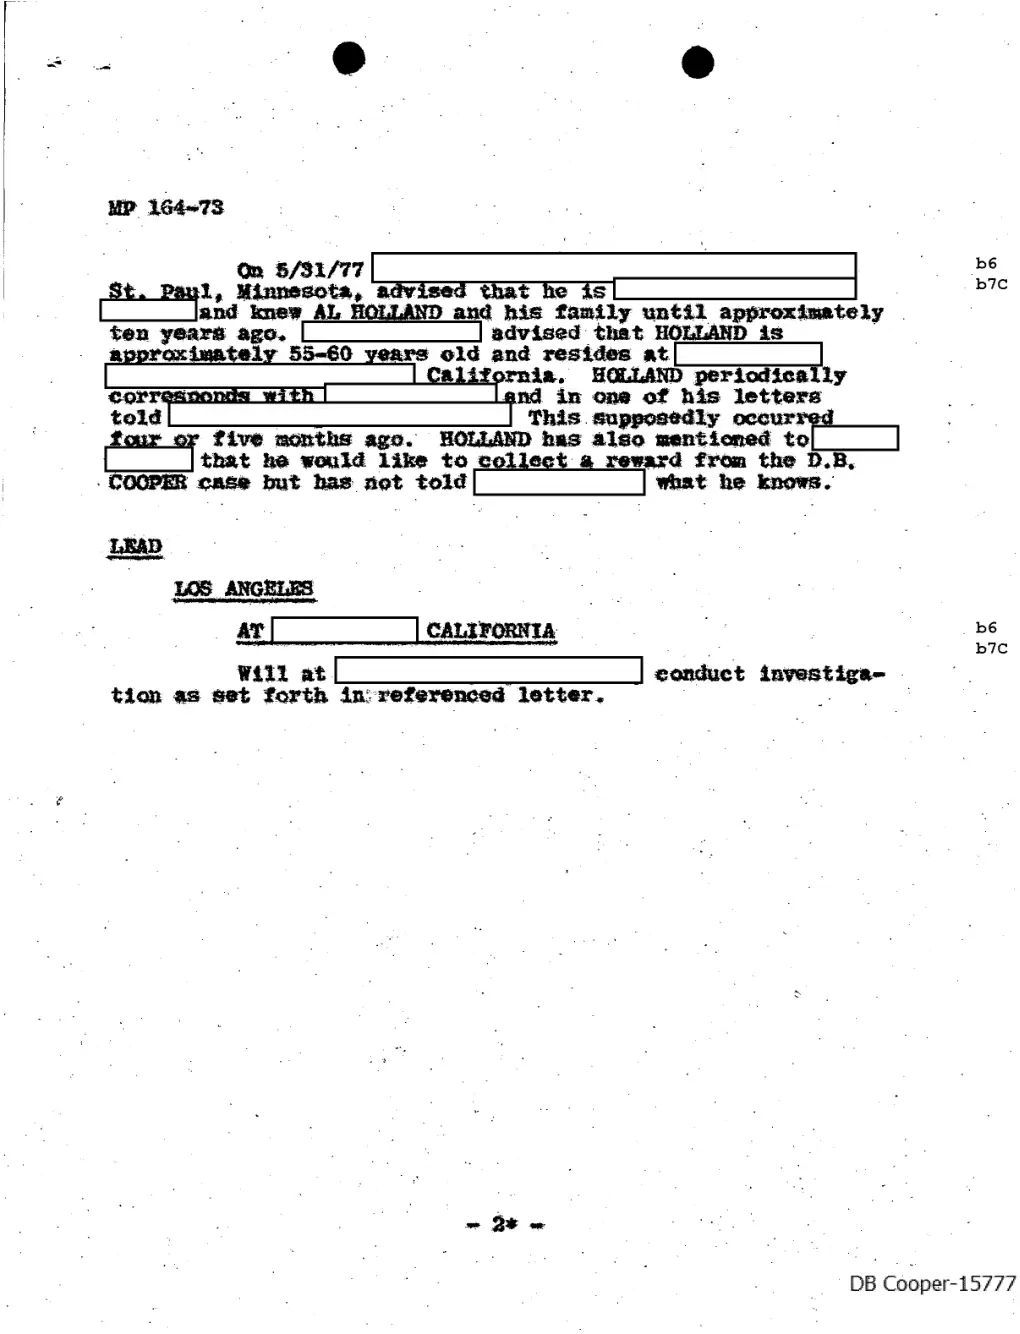 MP 164-73
On 5/31/77
b6
St. Paul, Minnesota, advised that he is
b7C
and knew AL HOLLAND and his family until approximately
ten years ago. advised that HOLLAND is
approximately 55-60 years old and resides at
California. HOLLAND periodically
corresponds with and in one of his letters
told This supposedly occurred
four or five months ago. HOLLAND has also mentioned to
that he would like to collect a reward from the D.B.
COOPER case but has not told what he knows.
LEAD
LOS ANGELES
AT CALIFORNIA
b6
b7C
Will at conduct investiga-
tion as set forth in referenced letter.
- 2* -
DB Cooper-15777